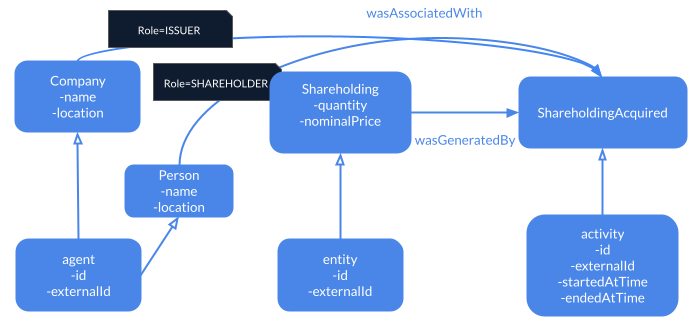 wasAssociatedWith
Role=ISSUER
Company
-name
-location
Role=SHAREHOLDER
Shareholding
-quantity
-nominalPrice
ShareholdingAcquired
wasGeneratedBy
Person
-name
-location
agent
-id
-externalId
entity
-id
-externalId
activity
-id
-externalId
-startedAtTime
-endedAtTime